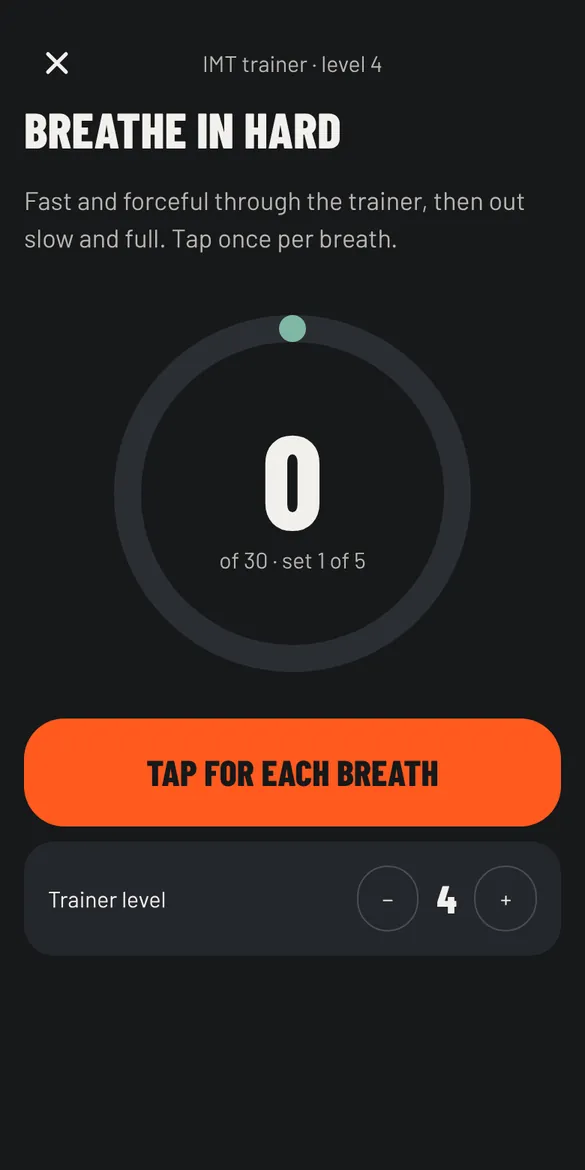 IMT trainer · level 4
BREATHE IN HARD
Fast and forceful through the trainer, then out
slow and full. Tap once per breath.
0
of 30 · set 1 of 5
TAP FOR EACH BREATH
Trainer level
− 4 +